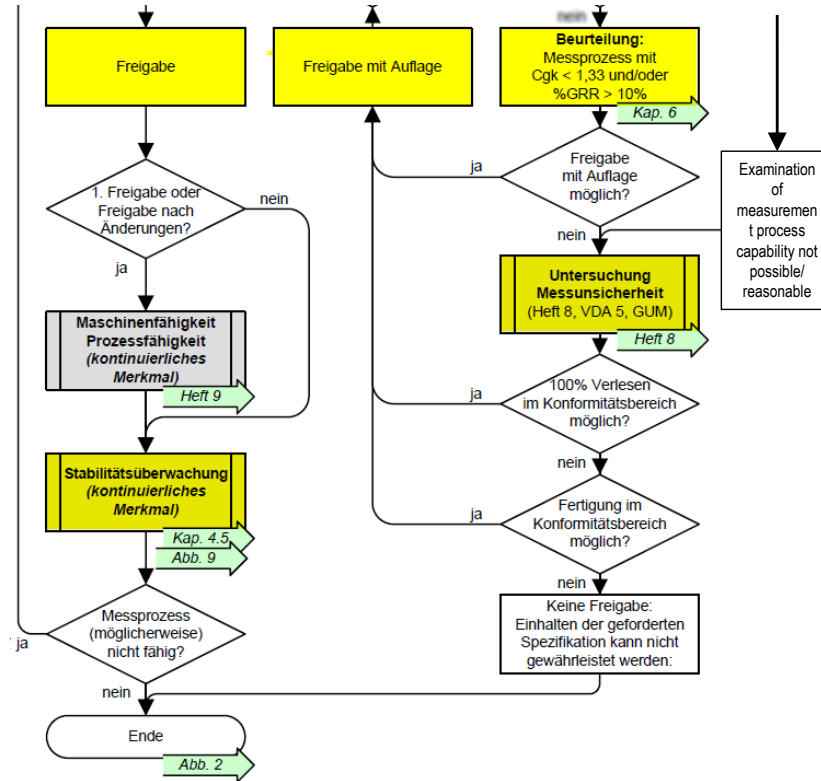 nein
Freigabe
Freigabe mit Auflage
Beurteilung:
Messprozess mit
Cgk < 1,33 und/oder
%GRR > 10%
Kap. 6
ja
Freigabe
mit Auflage
möglich?
nein
Examination
of
measuremen
t process
capability not
possible/
reasonable
1. Freigabe oder
Freigabe nach
Änderungen?
nein
ja
Untersuchung
Messunsicherheit
(Heft 8, VDA 5, GUM)
Heft 8
Maschinenfähigkeit
Prozessfähigkeit
(kontinuierliches
Merkmal)
Heft 9
ja
100% Verlesen
im Konformitätsbereich
möglich?
nein
Stabilitätsüberwachung
(kontinuierliches
Merkmal)
Kap. 4.5
Abb. 9
ja
Fertigung im
Konformitätsbereich
möglich?
nein
Messprozess
(möglicherweise)
nicht fähig?
ja
nein
Keine Freigabe:
Einhalten der geforderten
Spezifikation kann nicht
gewährleistet werden:
Ende
Abb. 2